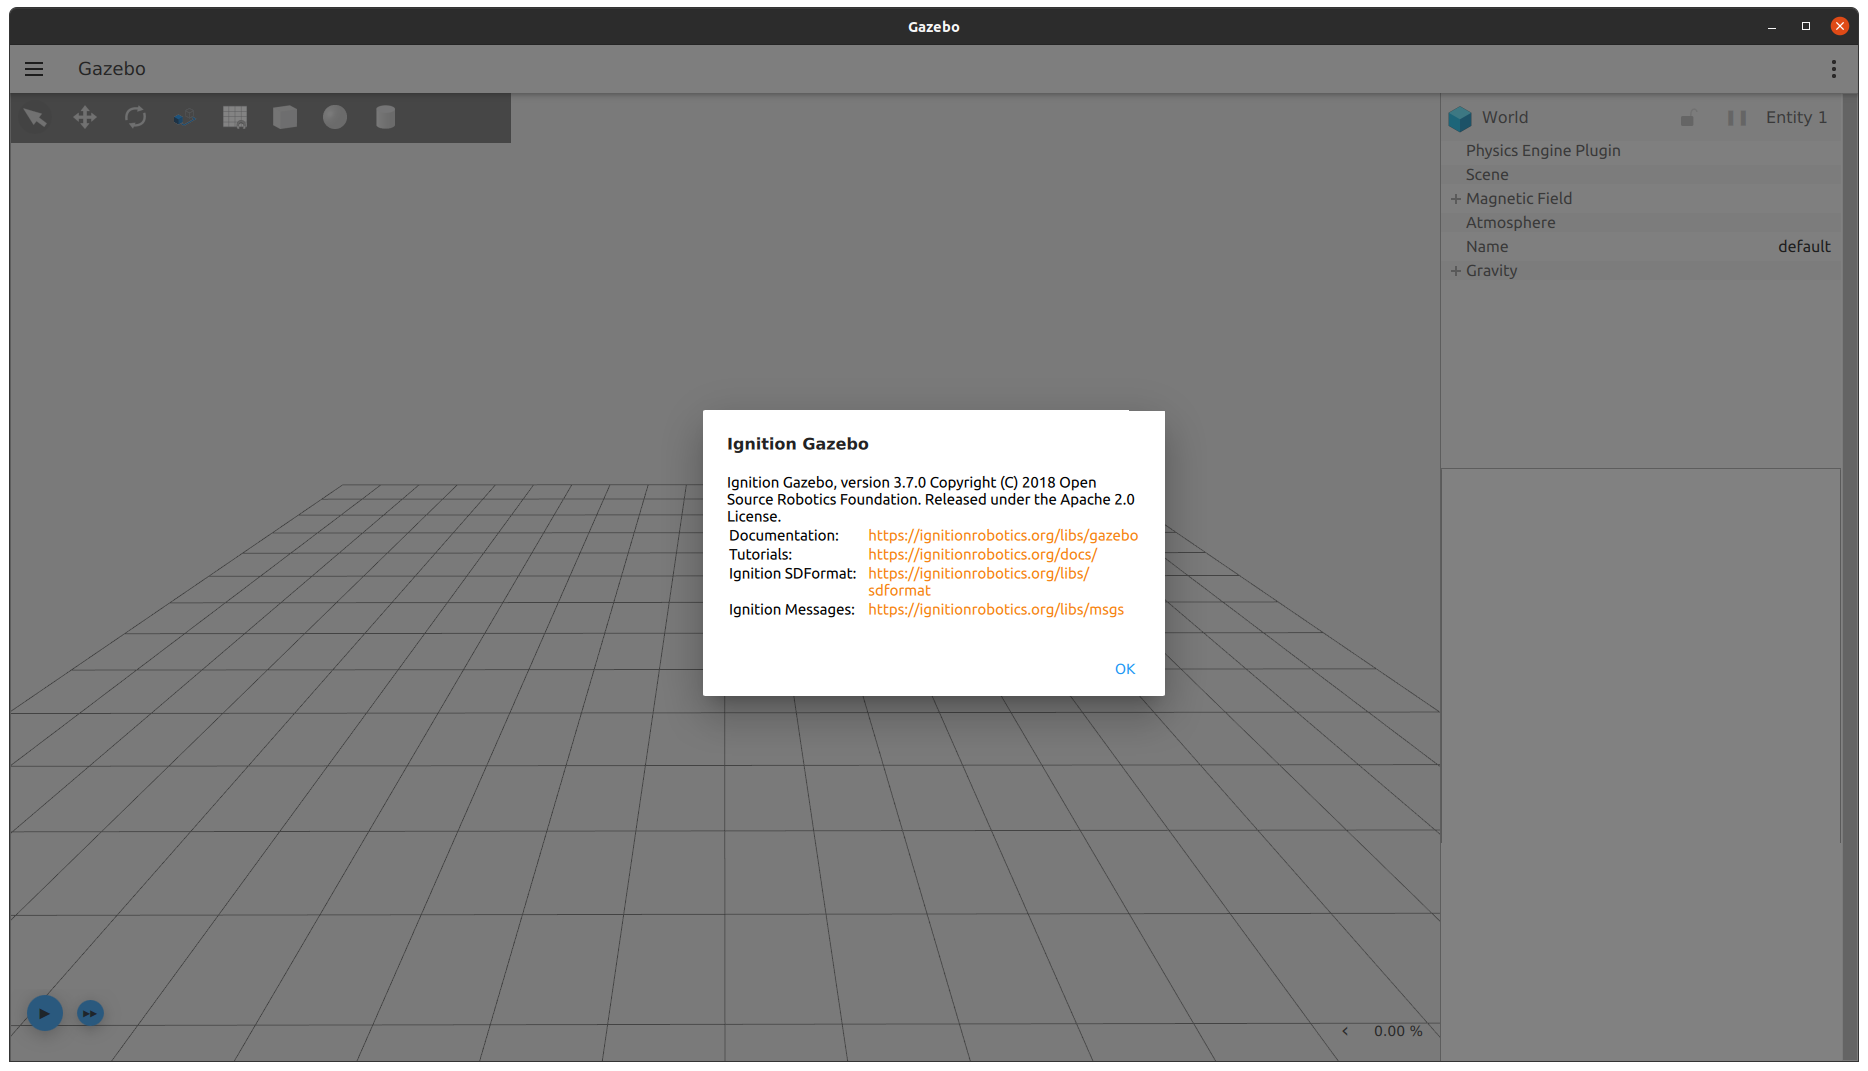 Gazebo
Gazebo
World Entity 1
Physics Engine Plugin
Scene
+ Magnetic Field
Atmosphere
Name default
+ Gravity
Ignition Gazebo
Ignition Gazebo, version 3.7.0 Copyright (C) 2018 Open
Source Robotics Foundation. Released under the Apache 2.0
License.
Documentation: https://ignitionrobotics.org/libs/gazebo
Tutorials: https://ignitionrobotics.org/docs/
Ignition SDFormat: https://ignitionrobotics.org/libs/
sdformat
Ignition Messages: https://ignitionrobotics.org/libs/msgs
OK
0.00 %